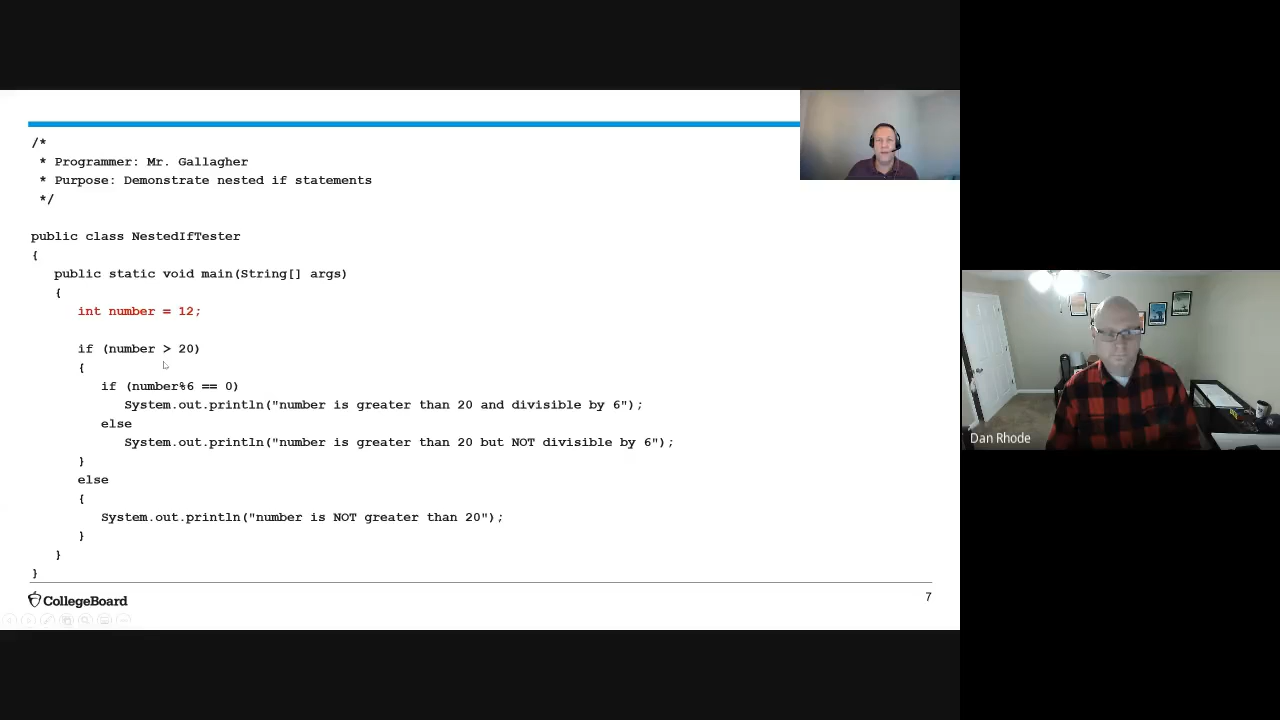 /*
* Programmer: Mr. Gallagher
* Purpose: Demonstrate nested if statements
*/
public class NestedIfTester
{
public static void main(String[] args)
{
int number = 12;
if (number > 20)
{
if (number%6 == 0)
System.out.println("number is greater than 20 and divisible by 6");
else
System.out.println("number is greater than 20 but NOT divisible by 6");
}
else
{
System.out.println("number is NOT greater than 20");
}
}
}
CollegeBoard
7
Dan Rhode